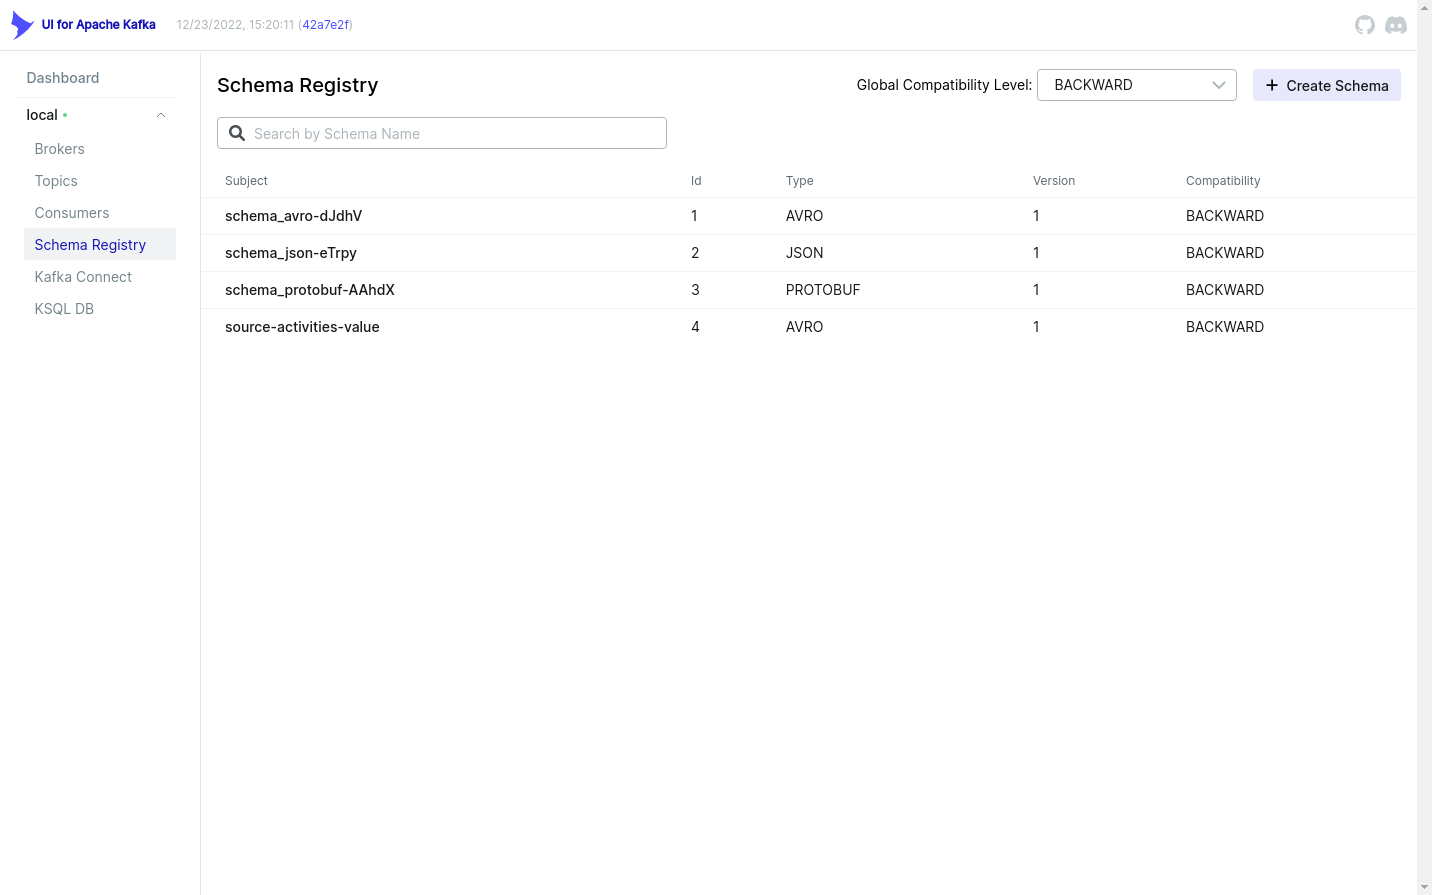 UI for Apache Kafka 12/23/2022, 15:20:11 (42a7e2f)
Dashboard
local
Brokers
Topics
Consumers
Schema Registry
Kafka Connect
KSQL DB
Schema Registry
Global Compatibility Level: BACKWARD
Create Schema
Search by Schema Name
Subject Id Type Version Compatibility
schema_avro-dJdhV 1 AVRO 1 BACKWARD
schema_json-eTrpy 2 JSON 1 BACKWARD
schema_protobuf-AAhdX 3 PROTOBUF 1 BACKWARD
source-activities-value 4 AVRO 1 BACKWARD